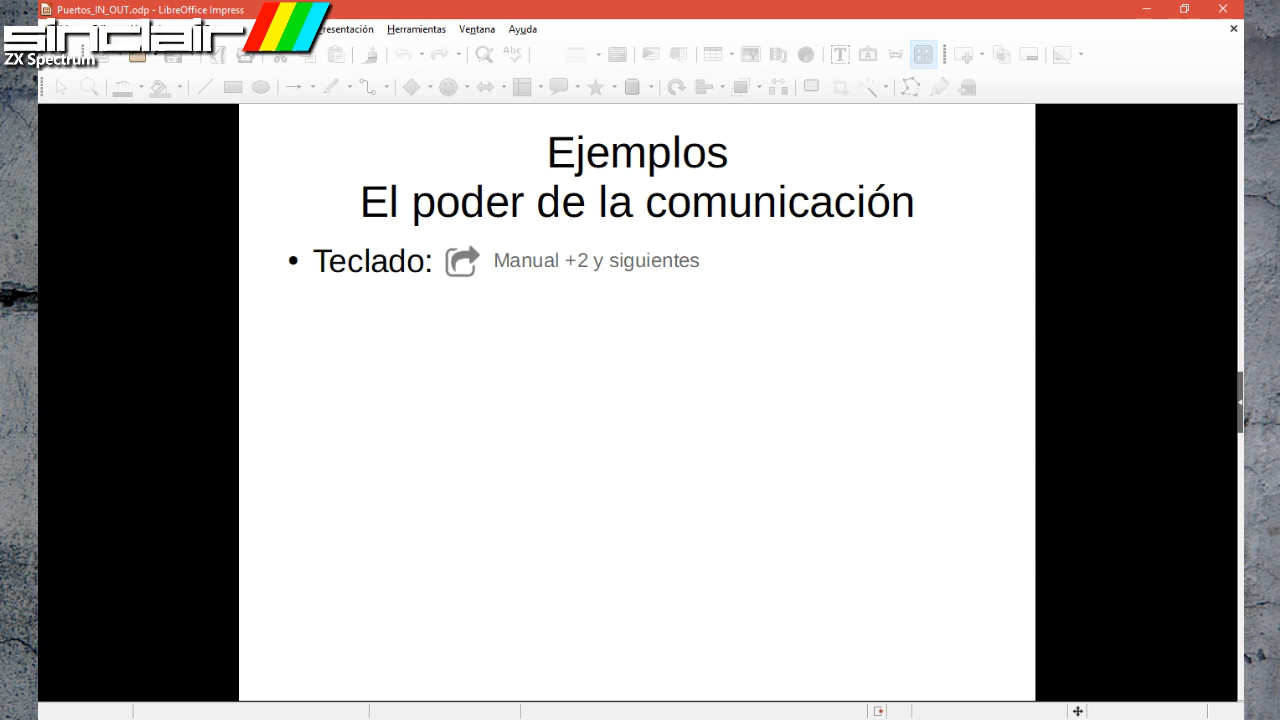 Puertos_IN_OUT.odp - LibreOffice Impress
sinclair
resentación Herramientas Ventana Ayuda
ZX Spectrum
Abc
Ejemplos
El poder de la comunicación
• Teclado: Manual +2 y siguientes